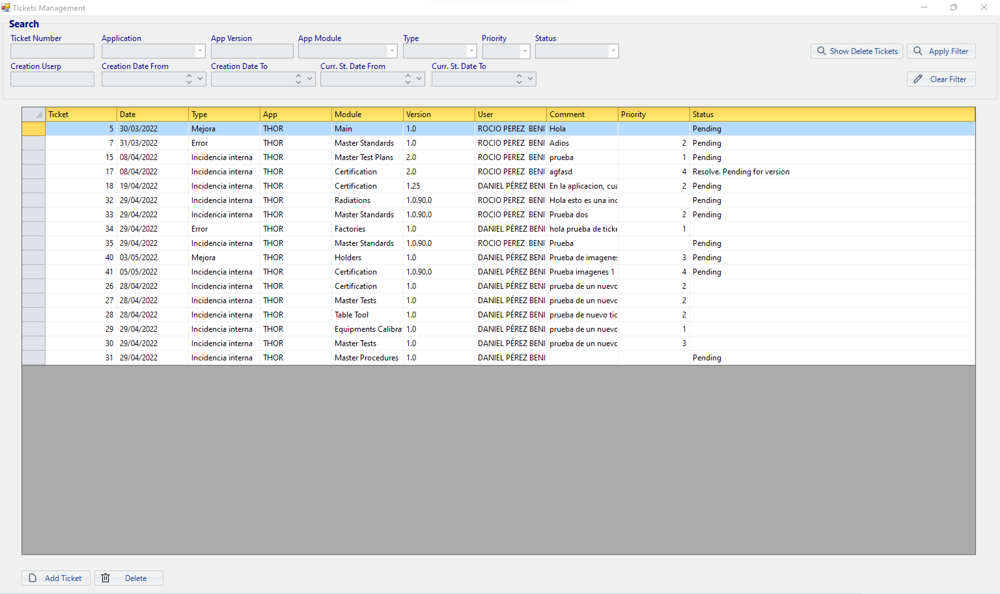 Tickets Management
Search
Ticket Number Application App Version App Module Type Priority Status
Show Delete Tickets Apply Filter
Creation Userp Creation Date From Creation Date To Curr. St. Date From Curr. St. Date To
Clear Filter
Ticket Date Type App Module Version User Comment Priority Status
5 30/03/2022 Mejora THOR Main 1.0 ROCIO PEREZ BENI Hola Pending
7 31/03/2022 Error THOR Master Standards 1.0 ROCIO PEREZ BENI Adios 2 Pending
15 08/04/2022 Incidencia interna THOR Master Test Plans 2.0 ROCIO PEREZ BENI prueba 1 Pending
17 08/04/2022 Incidencia interna THOR Certification 2.0 ROCIO PEREZ BENI agfasd 4 Resolve. Pending for version
18 19/04/2022 Incidencia interna THOR Certification 1.25 DANIEL PÉREZ BENI En la aplicacion, cua 2 Pending
32 29/04/2022 Incidencia interna THOR Radiations 1.0.90.0 ROCIO PEREZ BENI Hola esto es una inc Pending
33 29/04/2022 Incidencia interna THOR Master Standards 1.0.90.0 ROCIO PEREZ BENI Prueba dos 2 Pending
34 29/04/2022 Error THOR Factories 1.0 DANIEL PÉREZ BENI hola prueba de ticke 1
35 29/04/2022 Incidencia interna THOR Master Standards 1.0.90.0 ROCIO PEREZ BENI Prueba Pending
40 03/05/2022 Mejora THOR Holders 1.0 DANIEL PÉREZ BENI Prueba de imagenes 3 Pending
41 05/05/2022 Incidencia interna THOR Certification 1.0.90.0 DANIEL PÉREZ BENI Prueba imagenes 1 4 Pending
26 28/04/2022 Incidencia interna THOR Certification 1.0 DANIEL PÉREZ BENI prueba de un nuevo 2
27 28/04/2022 Incidencia interna THOR Master Tests 1.0 DANIEL PÉREZ BENI prueba de un nuevo 2
28 28/04/2022 Incidencia interna THOR Table Tool 1.0 DANIEL PÉREZ BENI prueba de nuevo tic 2
29 29/04/2022 Incidencia interna THOR Equipments Calibra 1.0 DANIEL PÉREZ BENI prueba de un nuevo 1
30 29/04/2022 Incidencia interna THOR Master Tests 1.0 DANIEL PÉREZ BENI prueba de un nuevo 3
31 29/04/2022 Incidencia interna THOR Master Procedures 1.0 DANIEL PÉREZ BENI Pending
Add Ticket Delete